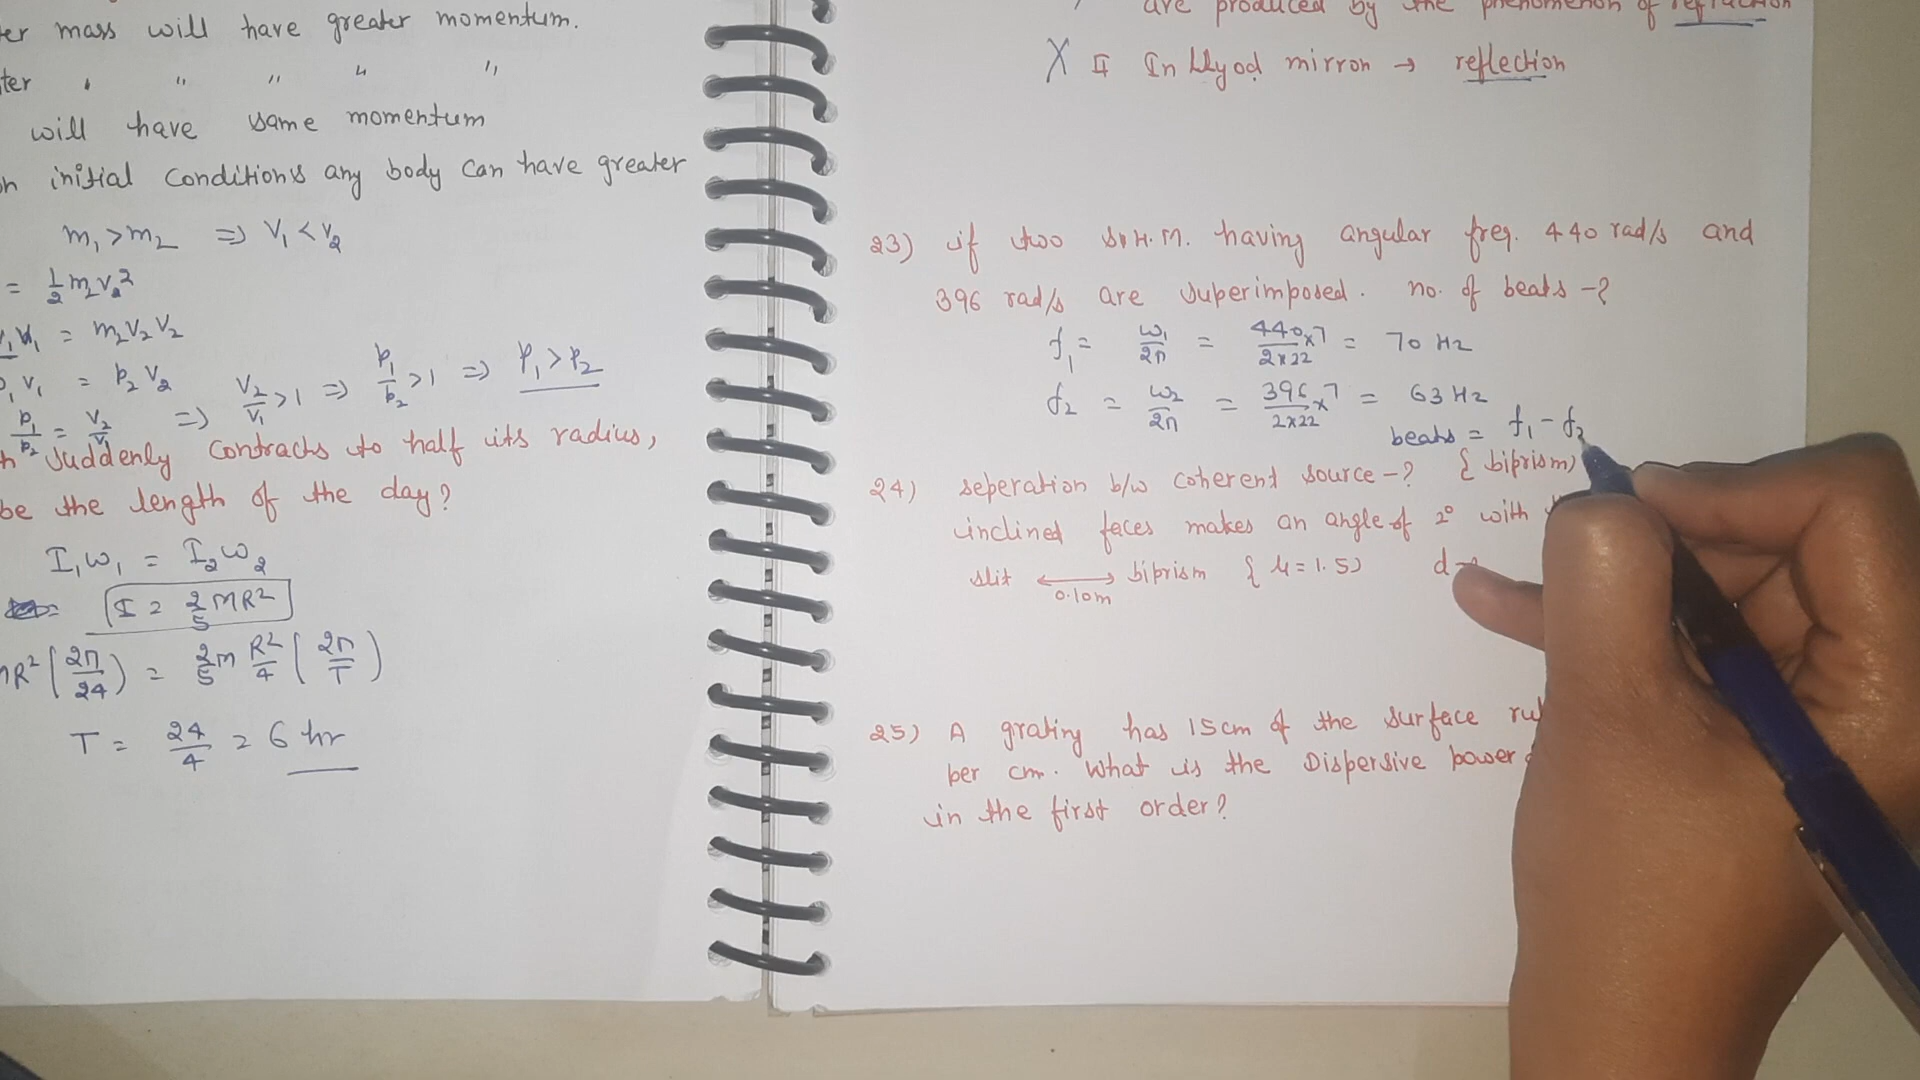 mass will have greater momentum.
" " " "
will have same momentum
initial conditions any body can have greater
m₁>m₂ => V₁<V₂
= 1/2 m₂V₂²
= m₂V₂V₂
V₁ = p₂V₂ V₂/V₁>1 => p₁/p₂>1 => p₁>p₂
p₁/p₂ = V₂/V₁ =>
suddenly contracts to half its radius,
be the length of the day?
I₁ω₁ = I₂ω₂
I = 2/5 MR²
R²(2π/24) = 2/5 m R²/4 (2π/T)
T = 24/4 = 6 hr
are produced by the phenomenon of refraction
X II In Llyod mirron → reflection
23) if two S.H.M. having angular freq. 440 rad/s and
396 rad/s are superimposed. no. of beats -?
f₁ = ω₁/2π = 440×7/2×22 = 70 Hz
f₂ = ω₂/2π = 396×7/2×22 = 63 Hz
beats = f₁-f₂
24) seperation b/w coherent source -? { biprism)
inclined faces makes an angle of 2° with
slit ⟷ biprism { μ=1.5)
0.10m
25) A grating has 15cm of the surface
per cm. What is the Dispersive power
in the first order?